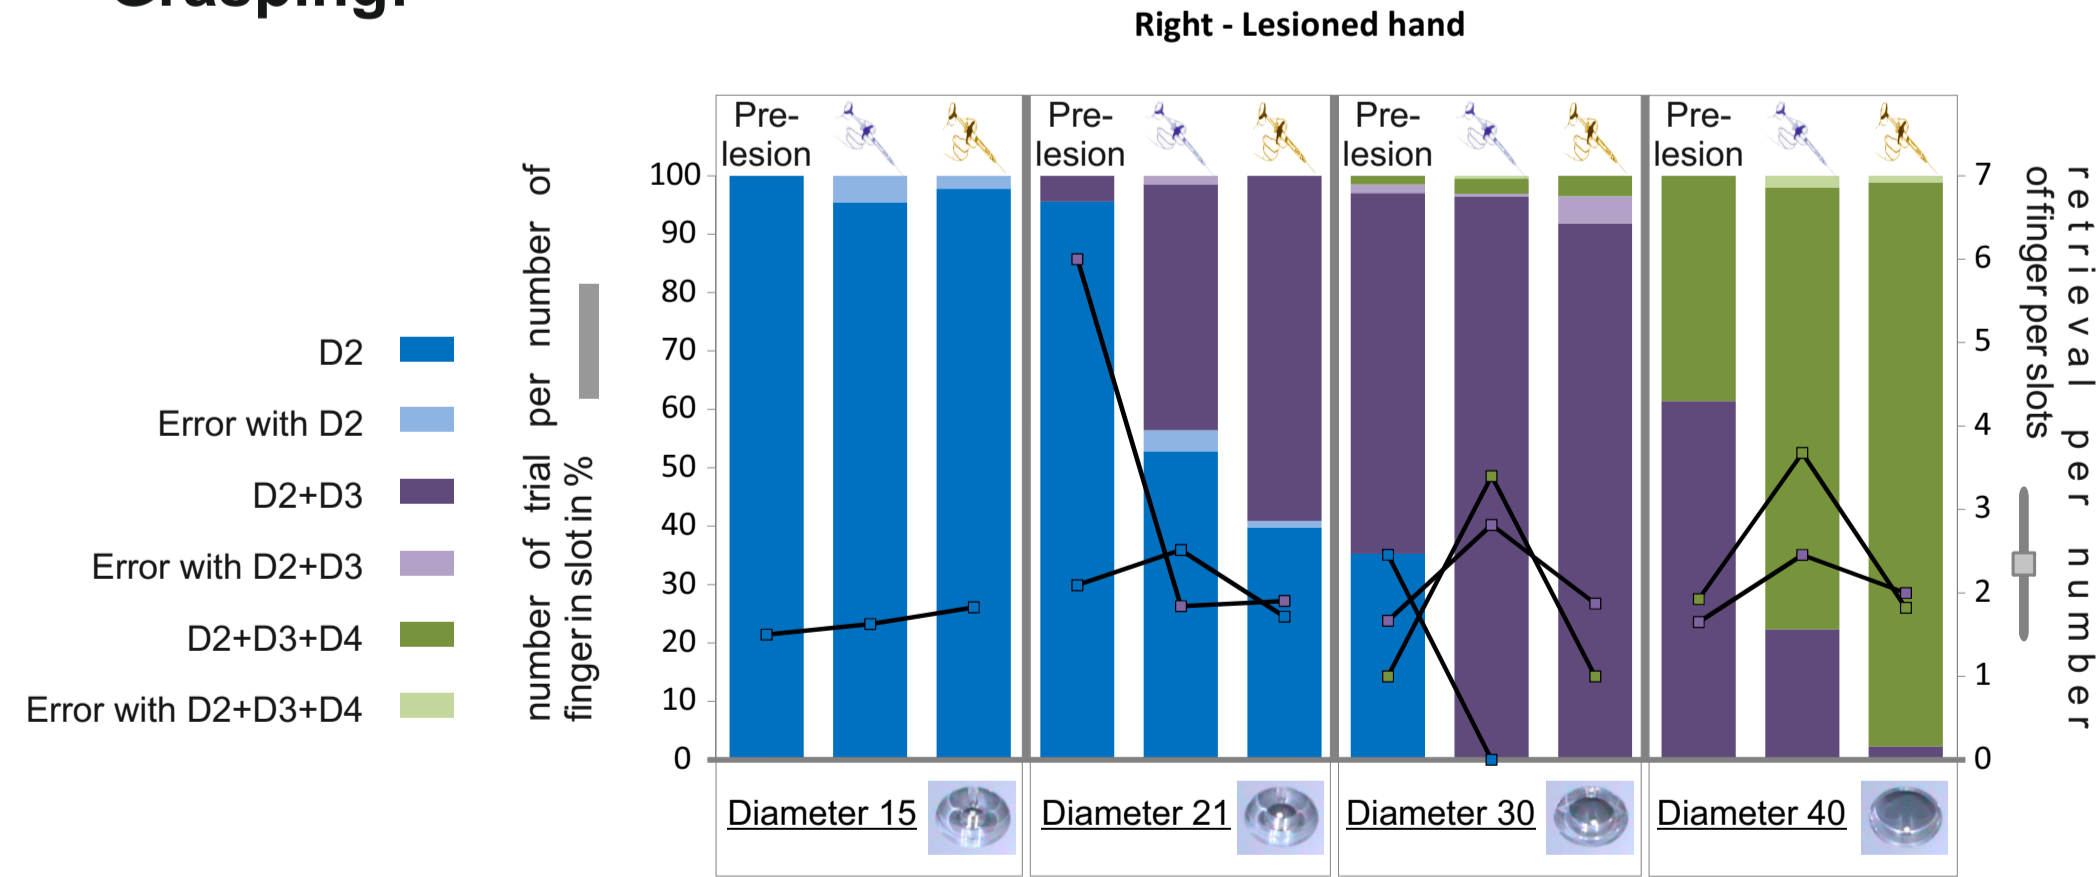 Grasping:
Right - Lesioned hand
Pre-
lesion
Pre-
lesion
Pre-
lesion
Pre-
lesion
D2
Error with D2
D2+D3
Error with D2+D3
D2+D3+D4
Error with D2+D3+D4
number of trial per number of
finger in slot in %
100
90
80
70
60
50
40
30
20
10
0
7
6
5
4
3
2
1
0
retrieval per number
of finger per slots
Diameter 15
Diameter 21
Diameter 30
Diameter 40